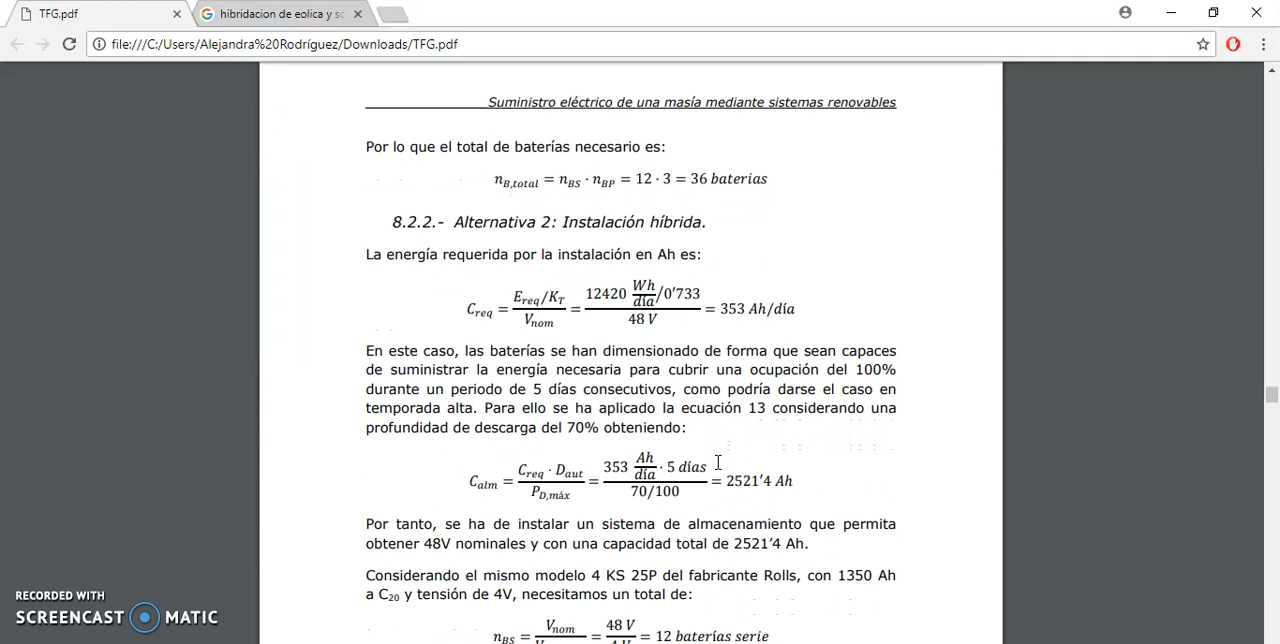 TFG.pdf
hibridacion de eolica y sc
file:///C:/Users/Alejandra%20Rodríguez/Downloads/TFG.pdf
Suministro eléctrico de una masía mediante sistemas renovables
Por lo que el total de baterías necesario es:
n_B,total = n_BS · n_BP = 12 · 3 = 36 baterias
8.2.2.- Alternativa 2: Instalación híbrida.
La energía requerida por la instalación en Ah es:
C_req = (E_req/K_T)/V_nom = (12420 Wh/día/0'733)/48 V = 353 Ah/día
En este caso, las baterías se han dimensionado de forma que sean capaces
de suministrar la energía necesaria para cubrir una ocupación del 100%
durante un periodo de 5 días consecutivos, como podría darse el caso en
temporada alta. Para ello se ha aplicado la ecuación 13 considerando una
profundidad de descarga del 70% obteniendo:
C_alm = (C_req · D_aut)/P_D,máx = (353 Ah/día · 5 días)/(70/100) = 2521'4 Ah
Por tanto, se ha de instalar un sistema de almacenamiento que permita
obtener 48V nominales y con una capacidad total de 2521'4 Ah.
Considerando el mismo modelo 4 KS 25P del fabricante Rolls, con 1350 Ah
a C20 y tensión de 4V, necesitamos un total de:
n_BS = V_nom = 48 V = 12 baterías serie
RECORDED WITH
SCREENCAST MATIC